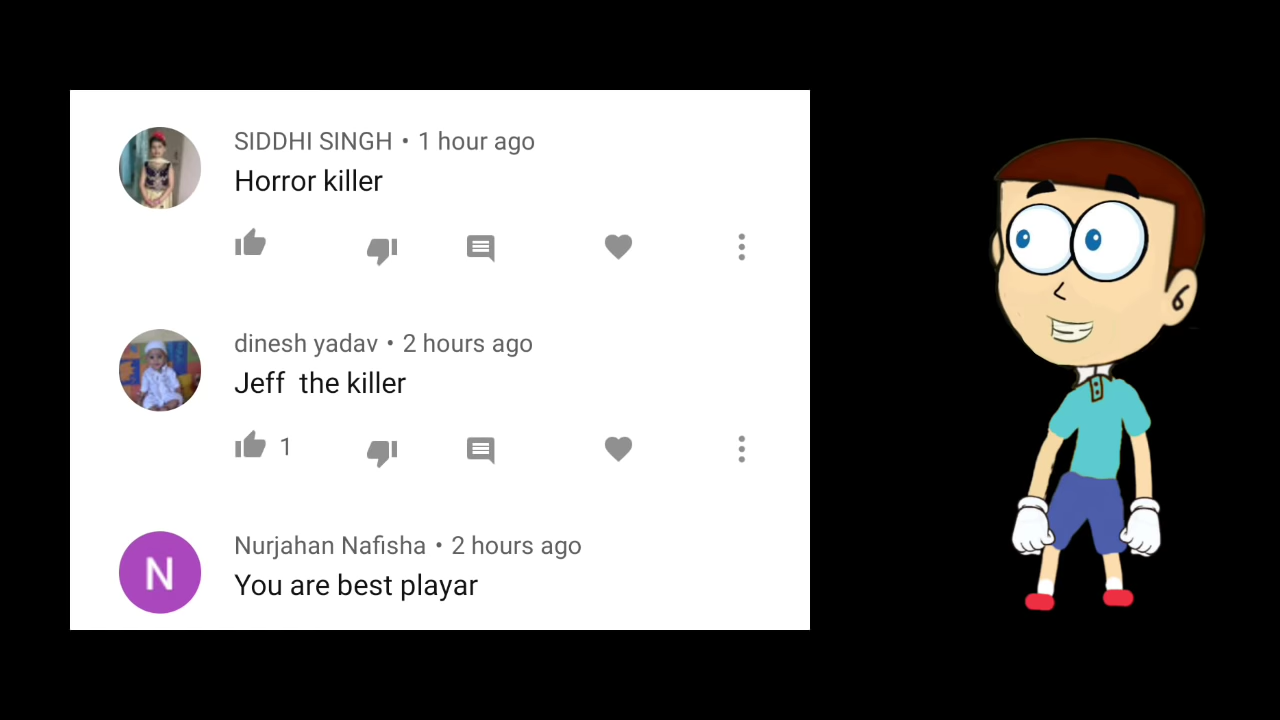 SIDDHI SINGH • 1 hour ago
Horror killer
dinesh yadav • 2 hours ago
Jeff  the killer
1
N
Nurjahan Nafisha • 2 hours ago
You are best playar